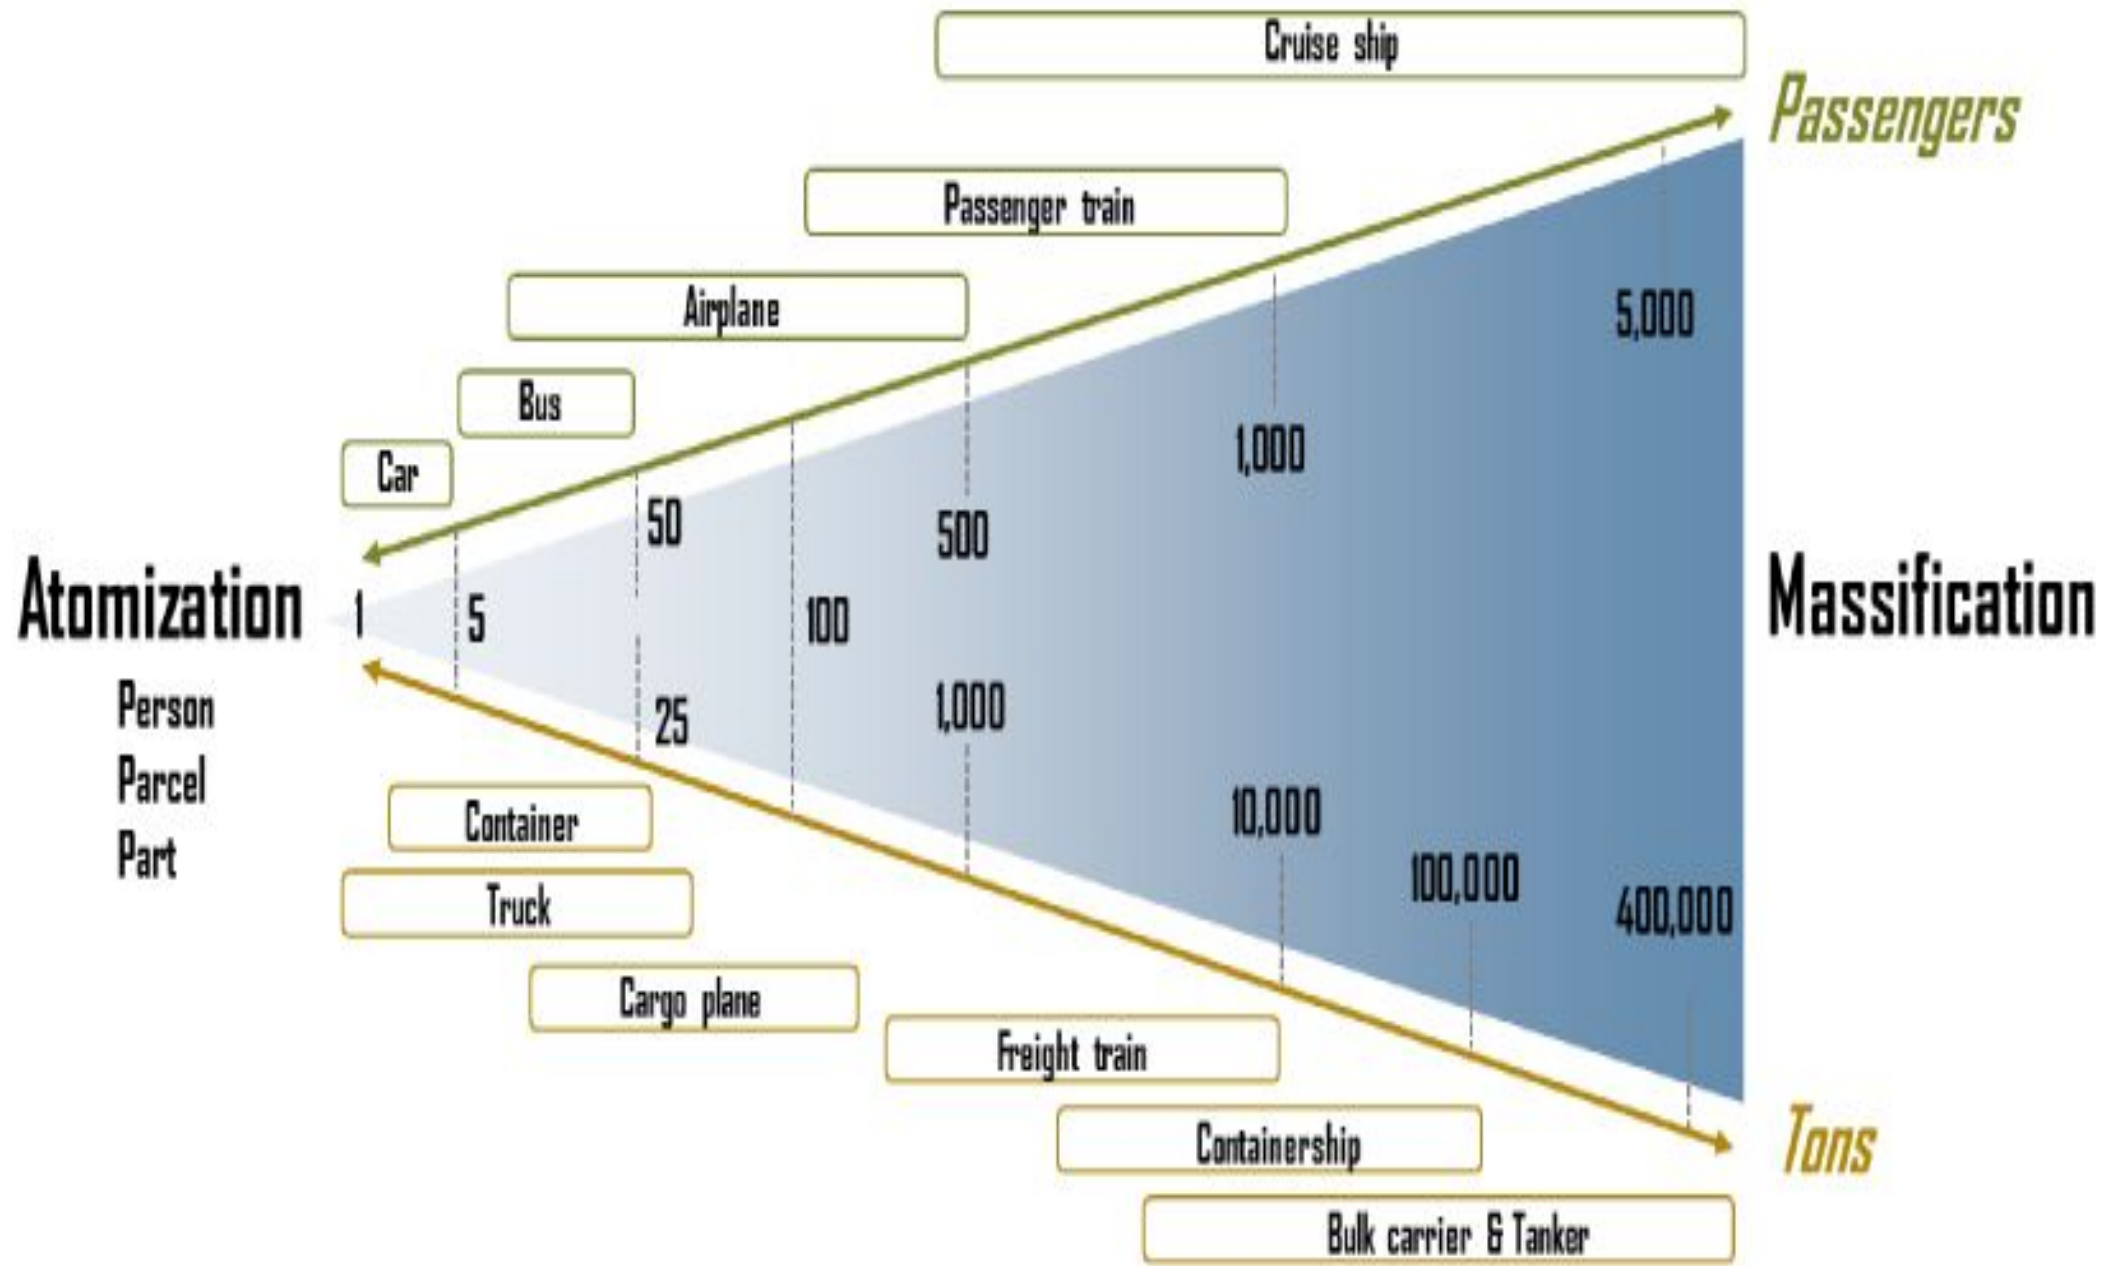 Cruise ship
Passengers
Passenger train
Airplane
5,000
Bus
1,000
Car
50
500
Atomization
1
5
100
Massification
Person
Parcel
Part
25
1,000
10,000
100,000
400,000
Container
Truck
Cargo plane
Freight train
Containership
Tons
Bulk carrier & Tanker